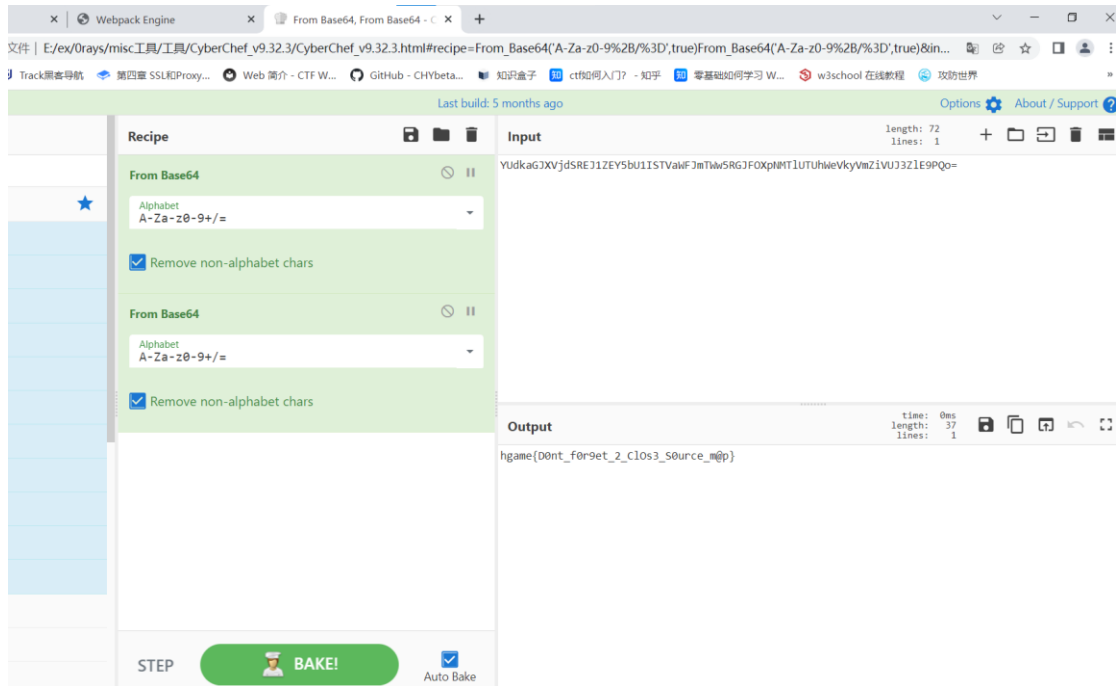 Webpack Engine
From Base64, From Base64 - C
文件 | E:/ex/0rays/misc工具/工具/CyberChef_v9.32.3/CyberChef_v9.32.3.html#recipe=From_Base64('A-Za-z0-9%2B/%3D',true)From_Base64('A-Za-z0-9%2B/%3D',true)&in...
Track黑客导航 第四章 SSL和Proxy... Web 简介 - CTF W... GitHub - CHYbeta... 知识盒子 ctf如何入门? - 知乎 零基础如何学习 W... w3school 在线教程 攻防世界 »
Last build: 5 months ago
Options
About / Support
Recipe
From Base64
Alphabet
A-Za-z0-9+/=
Remove non-alphabet chars
From Base64
Alphabet
A-Za-z0-9+/=
Remove non-alphabet chars
STEP
BAKE!
Auto Bake
Input
length: 72
lines: 1
Output
time: 0ms
length: 37
lines: 1
hgame{D0nt_f0r9et_2_ClOs3_S0urce_m@p}